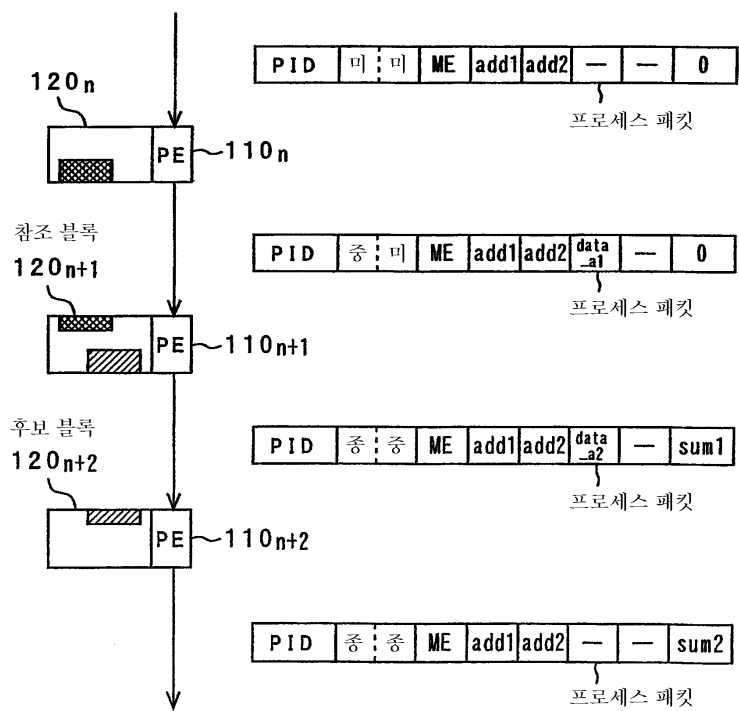 PID 미 미 ME add1 add2 — — 0
프로세스 패킷
120n
PE 110n
참조 블록
PID 중 미 ME add1 add2 data_a1 — 0
120n+1
프로세스 패킷
PE 110n+1
후보 블록
PID 종 중 ME add1 add2 data_a2 — sum1
120n+2
프로세스 패킷
PE 110n+2
PID 종 종 ME add1 add2 — — sum2
프로세스 패킷